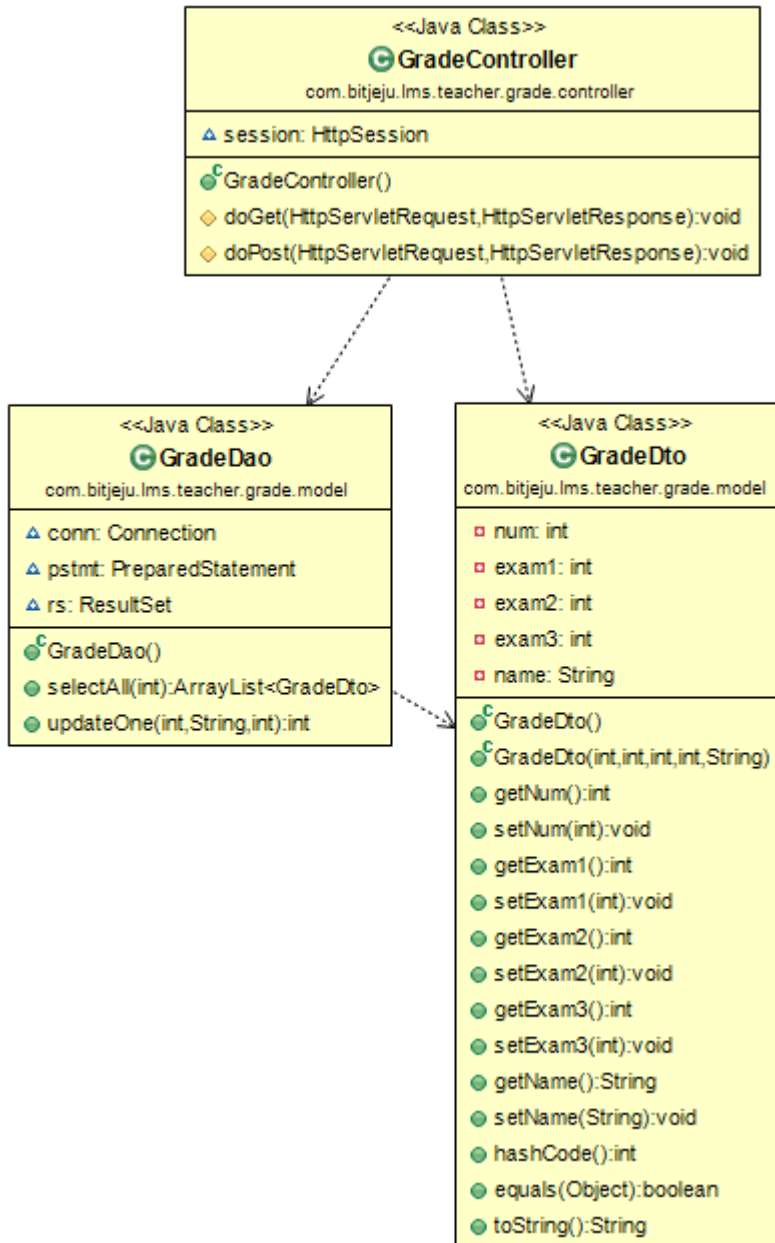 <<Java Class>>
GradeController
com.bitjeju.lms.teacher.grade.controller
session: HttpSession
GradeController()
doGet(HttpServletRequest,HttpServletResponse):void
doPost(HttpServletRequest,HttpServletResponse):void
<<Java Class>>
GradeDao
com.bitjeju.lms.teacher.grade.model
conn: Connection
pstmt: PreparedStatement
rs: ResultSet
GradeDao()
selectAll(int):ArrayList<GradeDto>
updateOne(int,String,int):int
<<Java Class>>
GradeDto
com.bitjeju.lms.teacher.grade.model
num: int
exam1: int
exam2: int
exam3: int
name: String
GradeDto()
GradeDto(int,int,int,int,String)
getNum():int
setNum(int):void
getExam1():int
setExam1(int):void
getExam2():int
setExam2(int):void
getExam3():int
setExam3(int):void
getName():String
setName(String):void
hashCode():int
equals(Object):boolean
toString():String